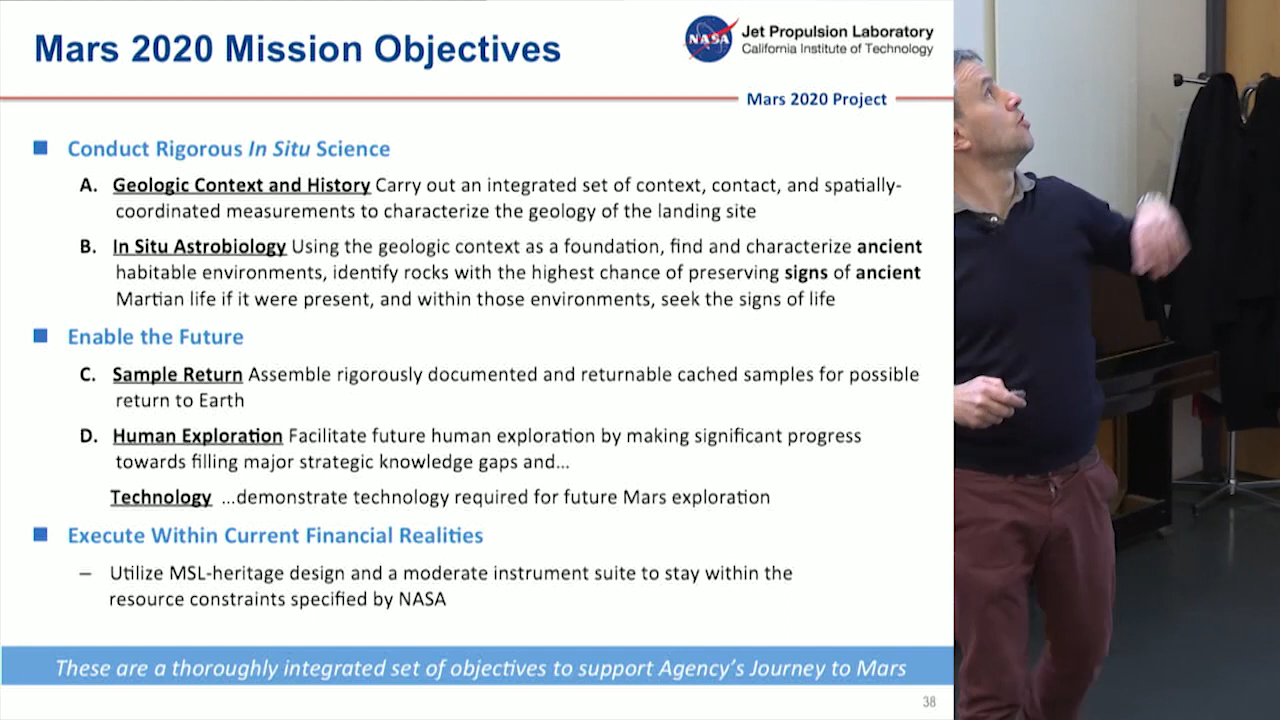 Mars 2020 Mission Objectives
NASA
Jet Propulsion Laboratory
California Institute of Technology
Mars 2020 Project
Conduct Rigorous In Situ Science
A. Geologic Context and History Carry out an integrated set of context, contact, and spatially-
coordinated measurements to characterize the geology of the landing site
B. In Situ Astrobiology Using the geologic context as a foundation, find and characterize ancient
habitable environments, identify rocks with the highest chance of preserving signs of ancient
Martian life if it were present, and within those environments, seek the signs of life
Enable the Future
C. Sample Return Assemble rigorously documented and returnable cached samples for possible
return to Earth
D. Human Exploration Facilitate future human exploration by making significant progress
towards filling major strategic knowledge gaps and...
Technology ...demonstrate technology required for future Mars exploration
Execute Within Current Financial Realities
– Utilize MSL-heritage design and a moderate instrument suite to stay within the
resource constraints specified by NASA
These are a thoroughly integrated set of objectives to support Agency's Journey to Mars
38